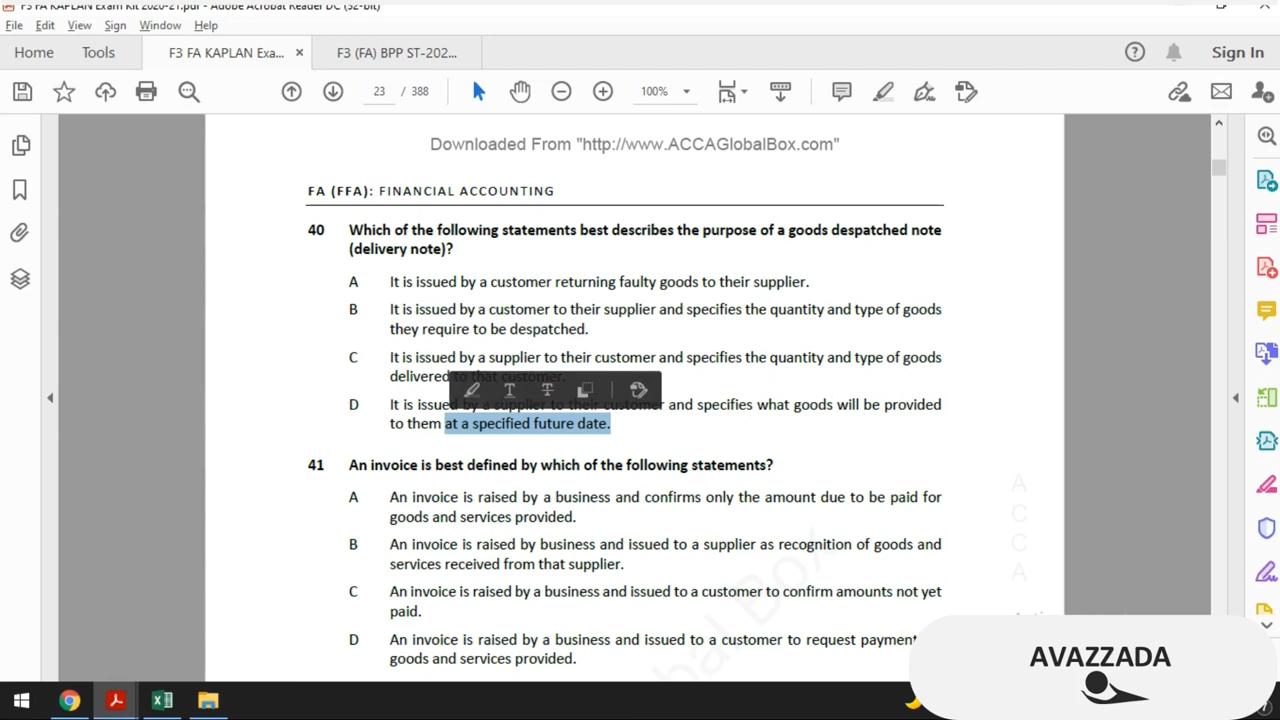 F3 FA KAPLAN Exam Kit 2020-21.pdf - Adobe Acrobat Reader DC (32-bit)
File Edit View Sign Window Help
Home Tools F3 FA KAPLAN Exa... × F3 (FA) BPP ST-202... Sign In
23 / 388 100%
Downloaded From "http://www.ACCAGlobalBox.com"
FA (FFA): FINANCIAL ACCOUNTING
40 Which of the following statements best describes the purpose of a goods despatched note
(delivery note)?
A It is issued by a customer returning faulty goods to their supplier.
B It is issued by a customer to their supplier and specifies the quantity and type of goods
they require to be despatched.
C It is issued by a supplier to their customer and specifies the quantity and type of goods
delivered to that customer.
D It is issued by a supplier to their customer and specifies what goods will be provided
to them at a specified future date.
41 An invoice is best defined by which of the following statements?
A An invoice is raised by a business and confirms only the amount due to be paid for
goods and services provided.
B An invoice is raised by business and issued to a supplier as recognition of goods and
services received from that supplier.
C An invoice is raised by a business and issued to a customer to confirm amounts not yet
paid.
D An invoice is raised by a business and issued to a customer to request payment
goods and services provided.
A
C
C
A
bal Box
AVAZZADA